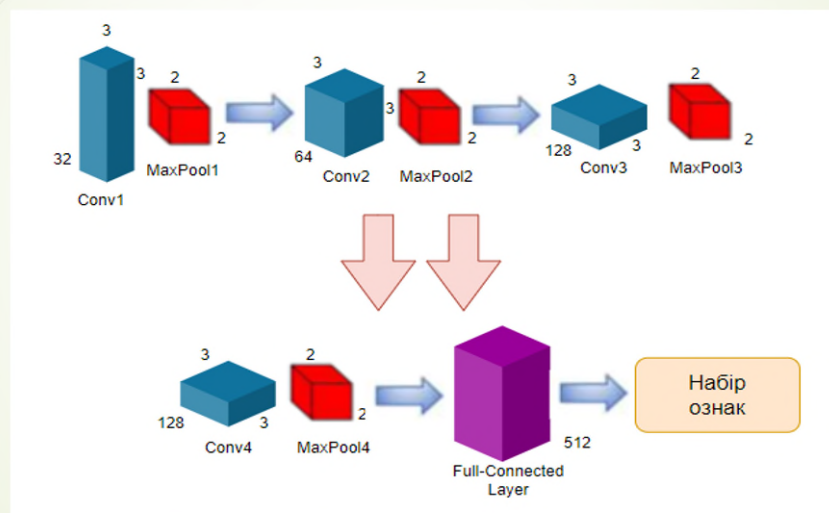 3
3
32
Conv1
2
2
MaxPool1
3
3
64
Conv2
2
2
MaxPool2
3
3
128
Conv3
2
2
MaxPool3
3
3
128
Conv4
2
2
MaxPool4
512
Full-Connected
Layer
Набір
ознак